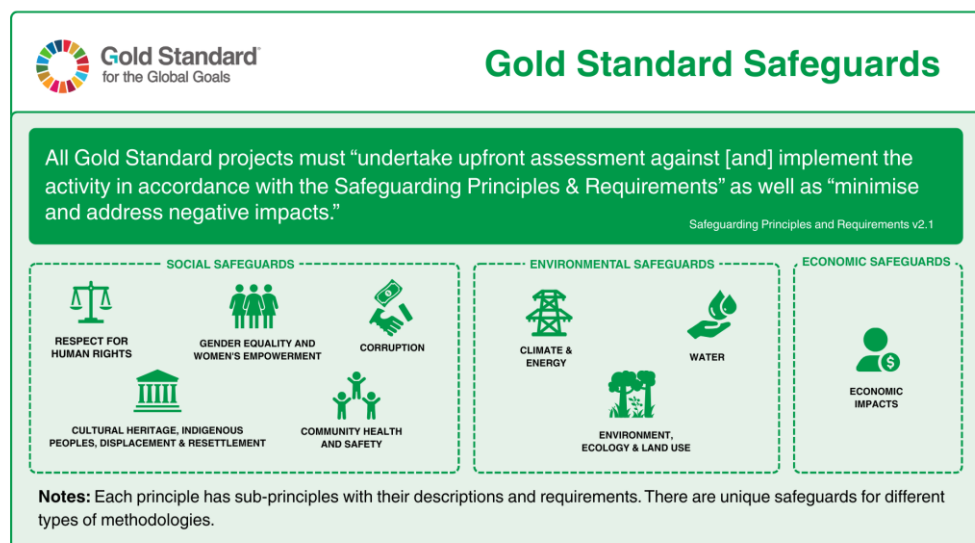 Gold Standard
for the Global Goals
Gold Standard Safeguards
All Gold Standard projects must “undertake upfront assessment against [and] implement the
activity in accordance with the Safeguarding Principles & Requirements” as well as “minimise
and address negative impacts.”
Safeguarding Principles and Requirements v2.1
SOCIAL SAFEGUARDS
RESPECT FOR
HUMAN RIGHTS
GENDER EQUALITY AND
WOMEN'S EMPOWERMENT
CORRUPTION
CULTURAL HERITAGE, INDIGENOUS
PEOPLES, DISPLACEMENT & RESETTLEMENT
COMMUNITY HEALTH
AND SAFETY
ENVIRONMENTAL SAFEGUARDS
CLIMATE &
ENERGY
WATER
ENVIRONMENT,
ECOLOGY & LAND USE
ECONOMIC SAFEGUARDS
$
ECONOMIC
IMPACTS
Notes: Each principle has sub-principles with their descriptions and requirements. There are unique safeguards for different
types of methodologies.